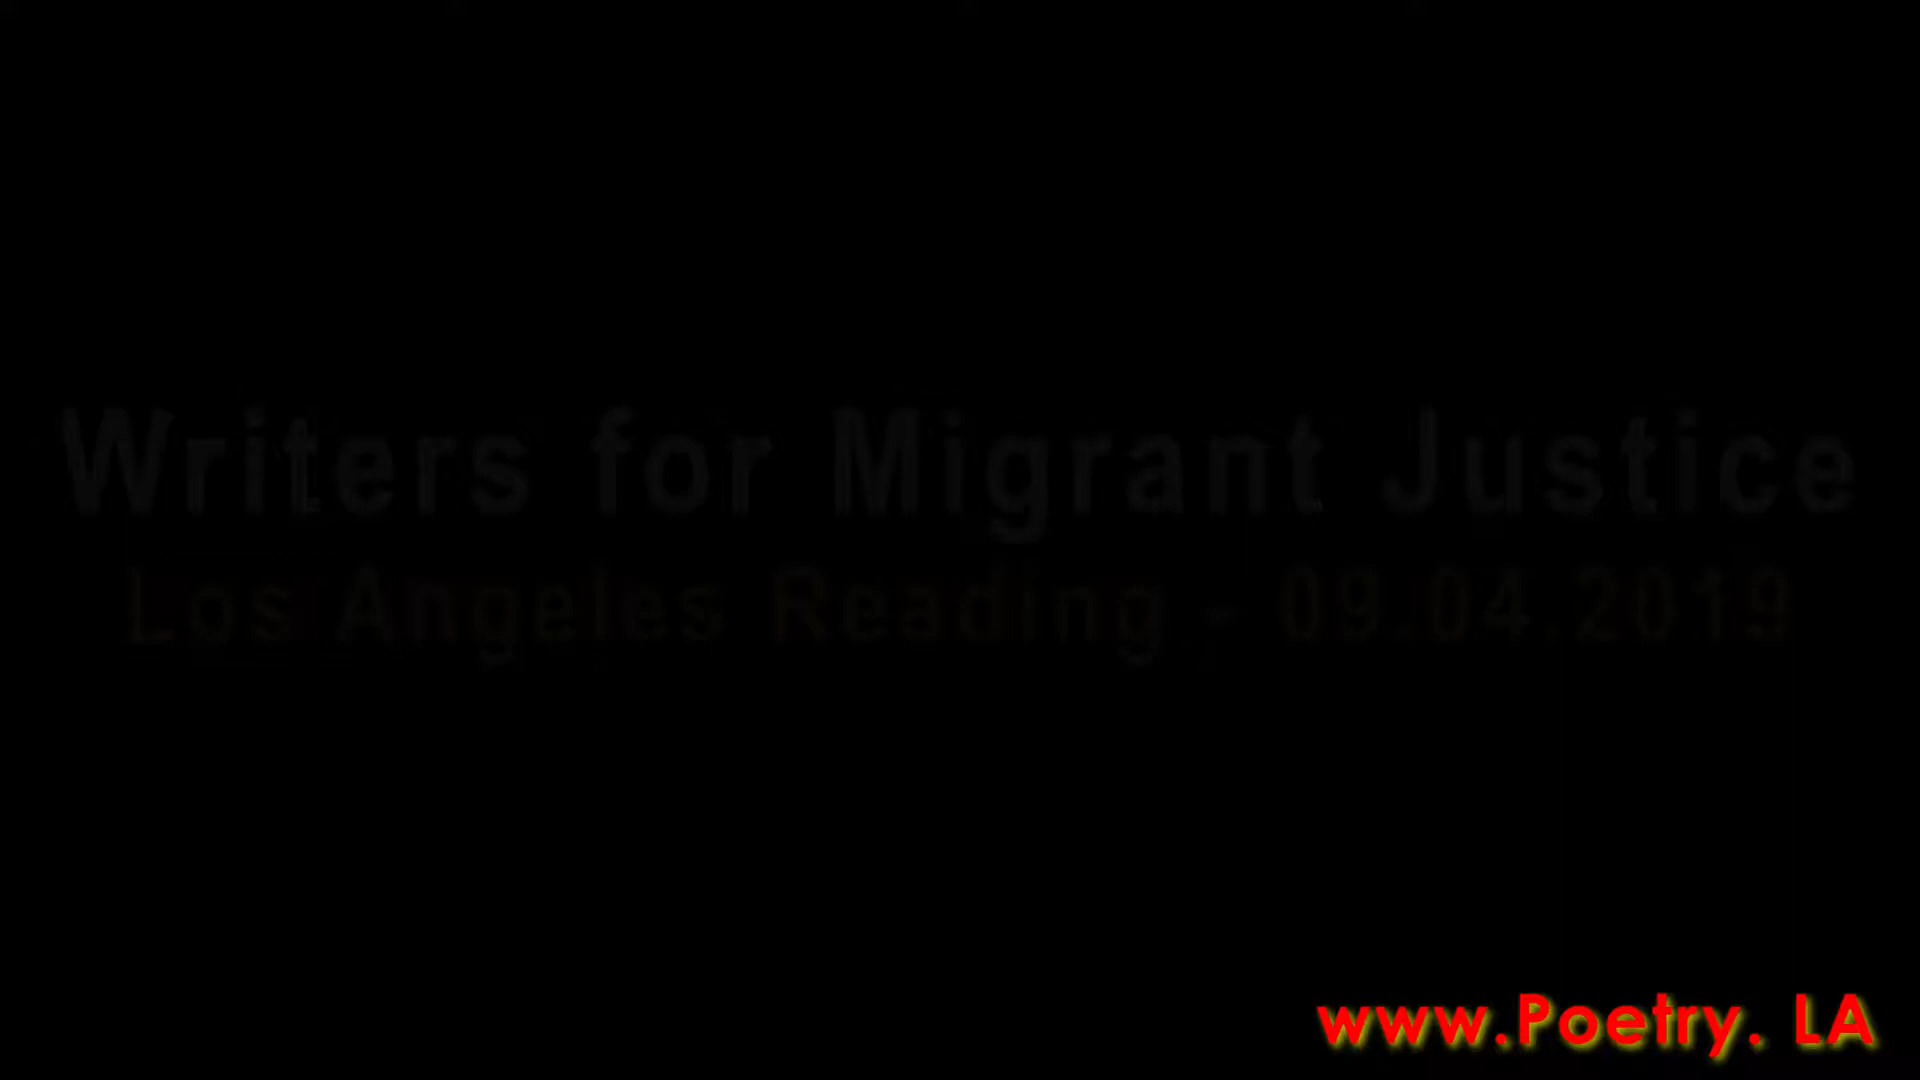 Writers for Migrant Justice
Los Angeles Reading - 09.04.2019
www.Poetry. LA